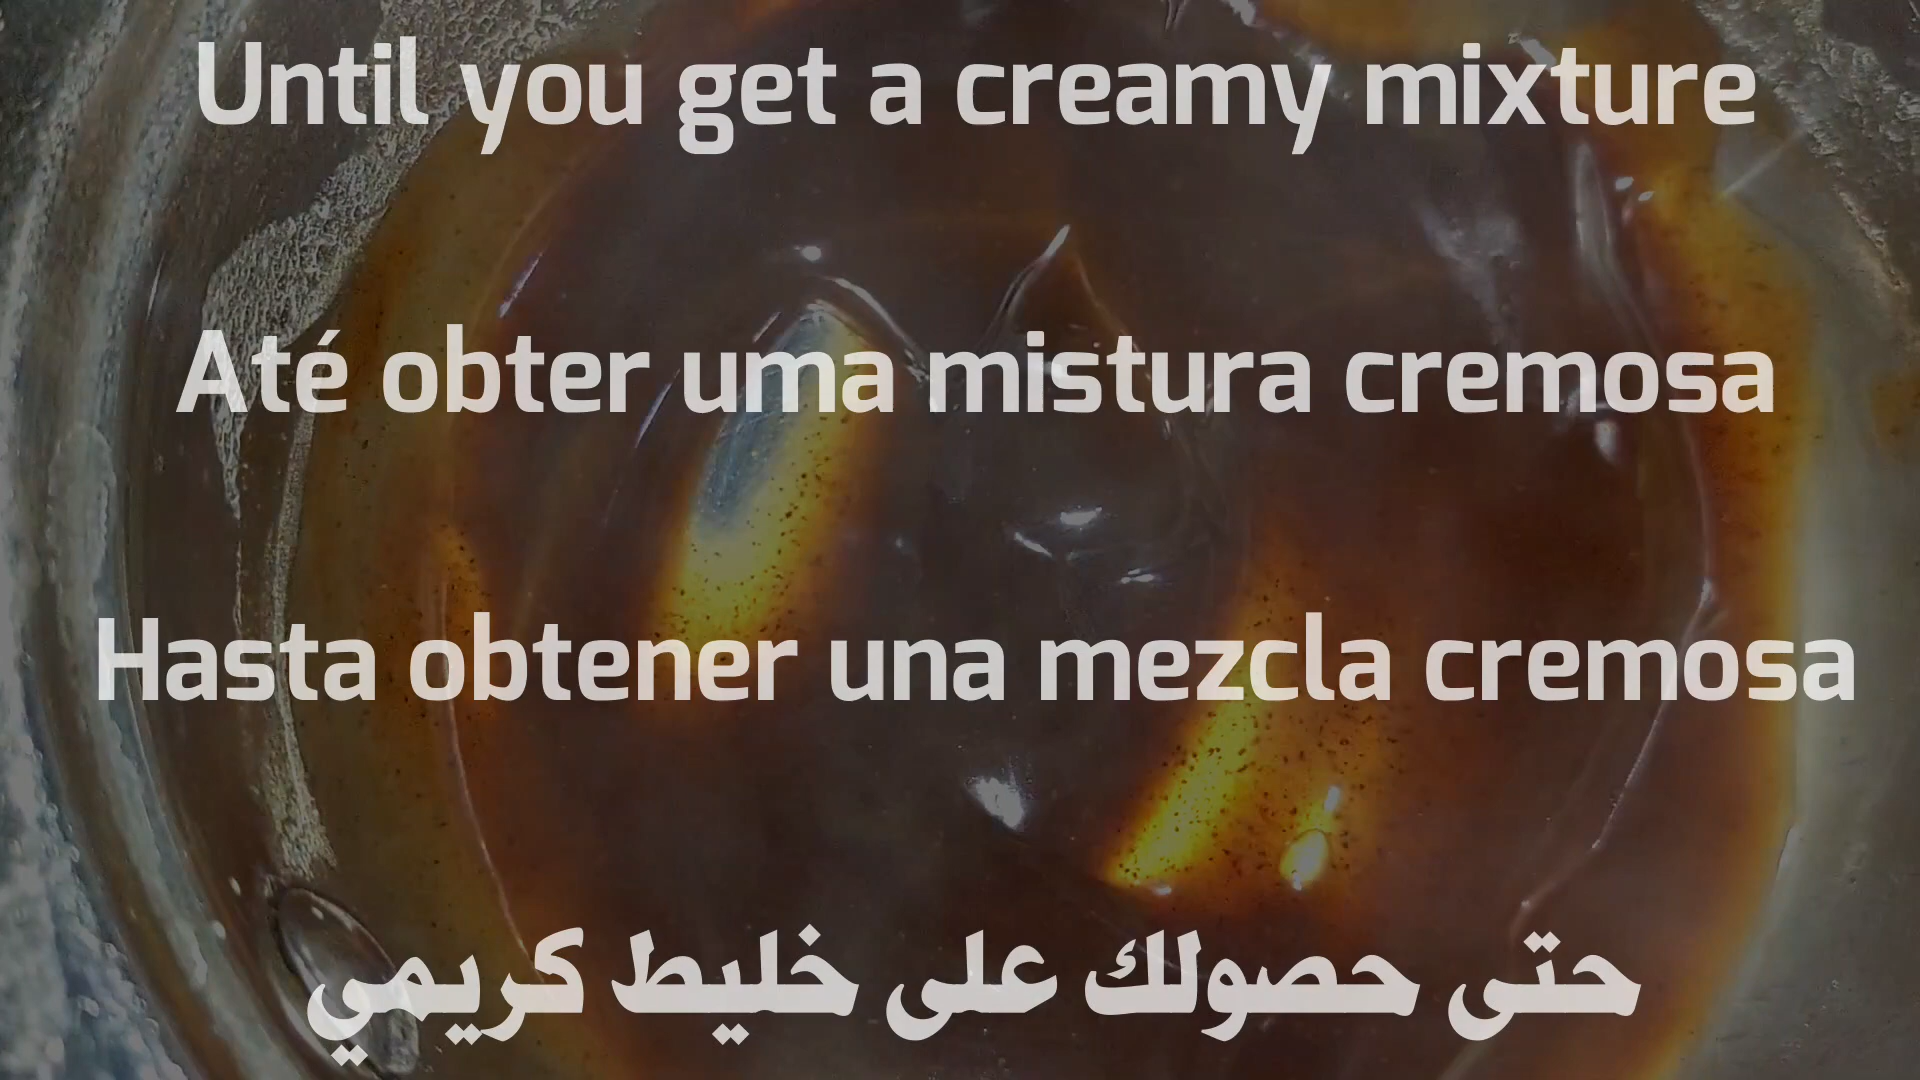 Until you get a creamy mixture
Até obter uma mistura cremosa
Hasta obtener una mezcla cremosa
حتى حصولك على خليط كريمي